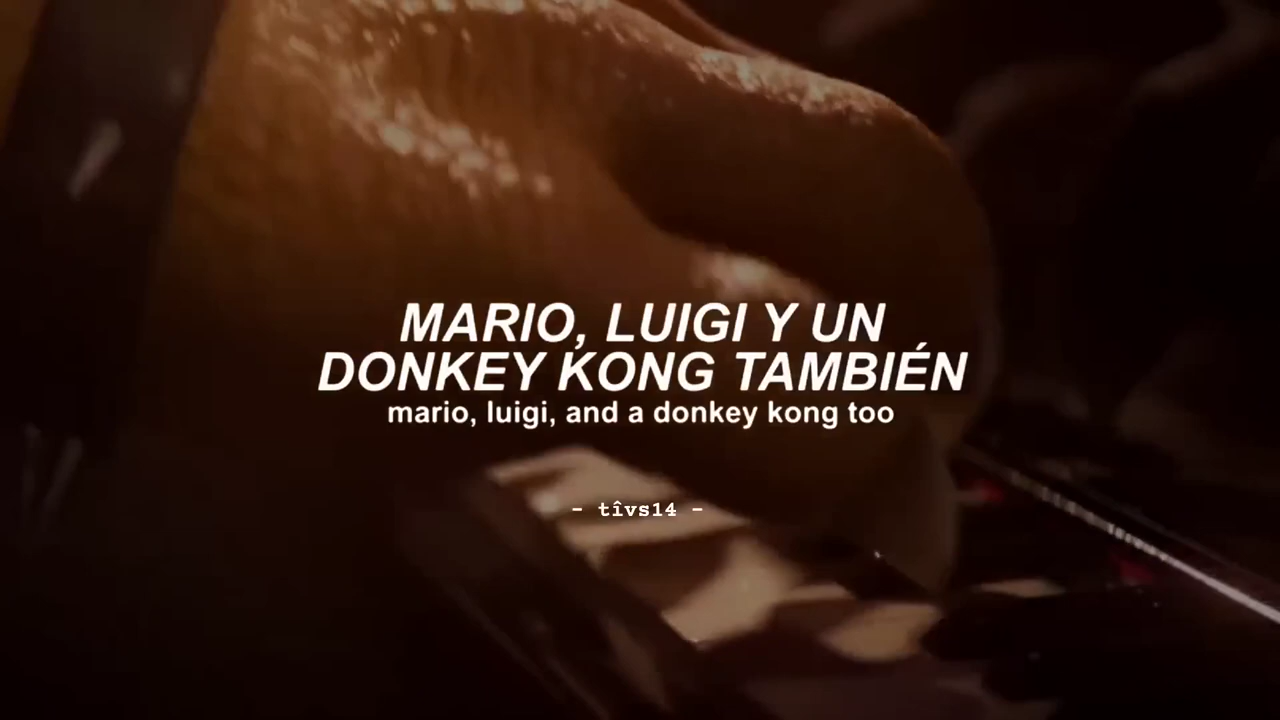 MARIO, LUIGI Y UN
DONKEY KONG TAMBIÉN
mario, luigi, and a donkey kong too
- tîvs14 -